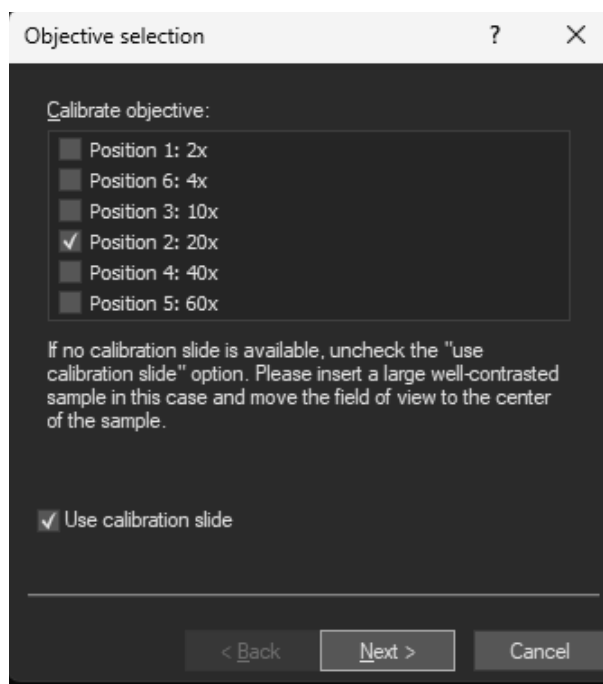 Objective selection ? ×
Calibrate objective:
Position 1: 2x
Position 6: 4x
Position 3: 10x
Position 2: 20x
Position 4: 40x
Position 5: 60x
If no calibration slide is available, uncheck the "use
calibration slide" option. Please insert a large well-contrasted
sample in this case and move the field of view to the center
of the sample.
Use calibration slide
< Back Next > Cancel